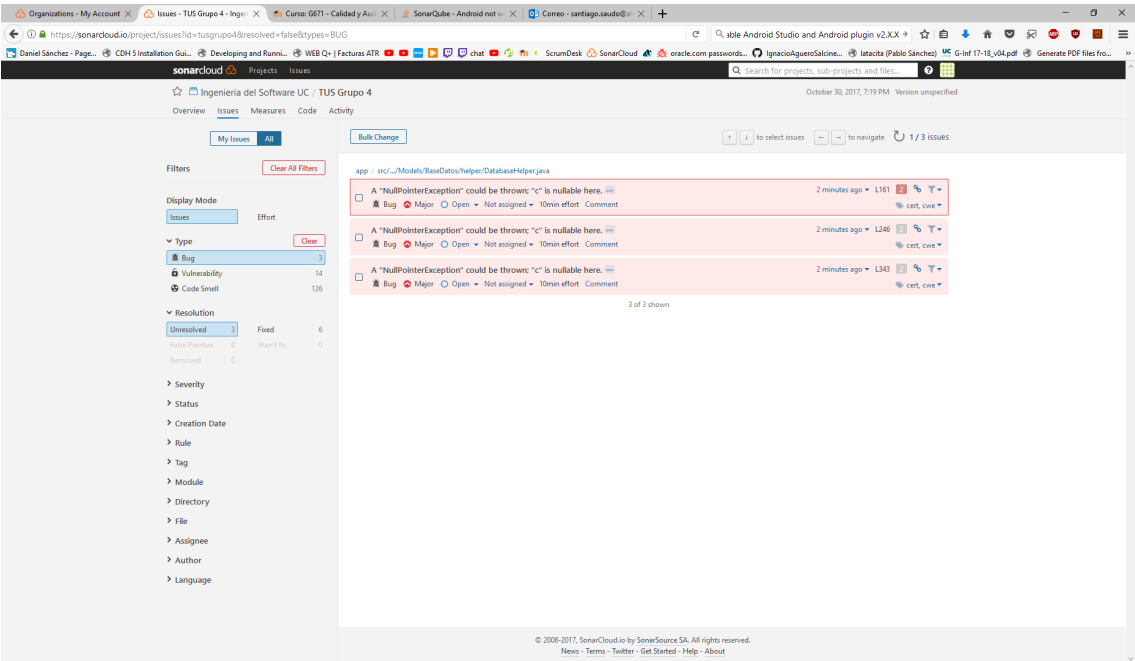 Organizations - My Account
Issues - TUS Grupo 4 - Ingen
Curso: G671 - Calidad y Aud
SonarQube - Android not w
Correo - santiago.saudo@al
https://sonarcloud.io/project/issues?id=tusgrupo4&resolved=false&types=BUG
ible Android Studio and Android plugin v2.X.X
Daniel Sánchez - Page... CDH 5 Installation Gui... Developing and Runni... WEB Q+ | Facturas ATR chat ScrumDesk SonarCloud oracle.com passwords... IgnacioAgueroSalcine... latacita (Pablo Sánchez) G-Inf 17-18_v04.pdf Generate PDF files fro...
sonarcloud Projects Issues
Search for projects, sub-projects and files...
Ingenieria del Software UC / TUS Grupo 4
October 30, 2017, 7:19 PM Version unspecified
Overview Issues Measures Code Activity
My Issues All
Bulk Change
to select issues to navigate 1 / 3 issues
Filters Clear All Filters
Display Mode
Issues Effort
Type Clear
Bug 3
Vulnerability 14
Code Smell 126
Resolution
Unresolved 3 Fixed 6
False Positive 0 Won't fix 0
Removed 0
Severity
Status
Creation Date
Rule
Tag
Module
Directory
File
Assignee
Author
Language
app / src/.../Models/BaseDatos/helper/DatabaseHelper.java
A "NullPointerException" could be thrown; "c" is nullable here. 2 minutes ago L161 2
Bug Major Open Not assigned 10min effort Comment cert, cwe
A "NullPointerException" could be thrown; "c" is nullable here. 2 minutes ago L246 2
Bug Major Open Not assigned 10min effort Comment cert, cwe
A "NullPointerException" could be thrown; "c" is nullable here. 2 minutes ago L343 2
Bug Major Open Not assigned 10min effort Comment cert, cwe
3 of 3 shown
© 2008-2017, SonarCloud.io by SonarSource SA. All rights reserved.
News - Terms - Twitter - Get Started - Help - About